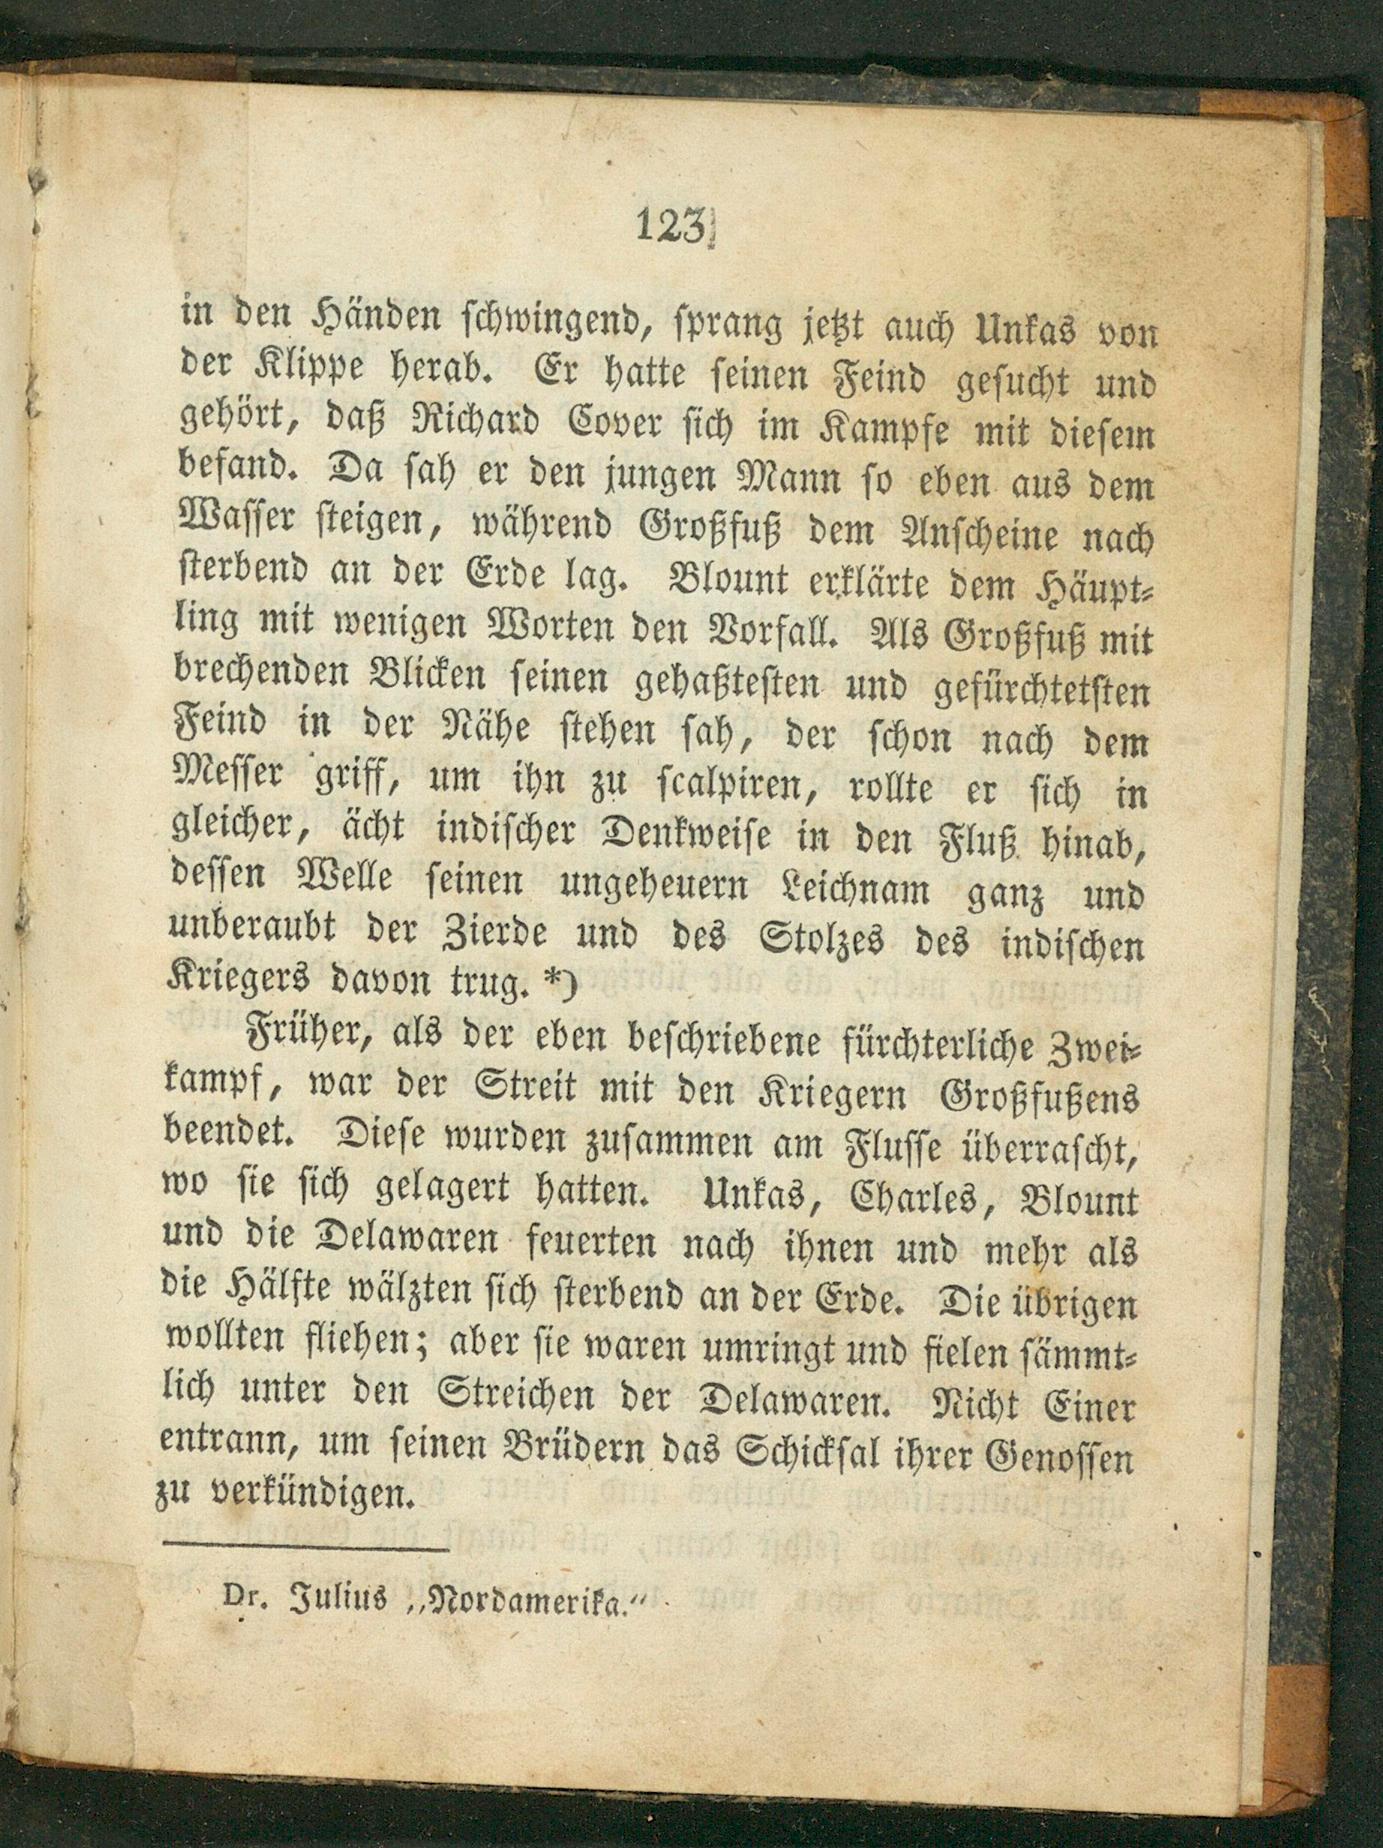 123
in den Händen schwingend, sprang jetzt auch Unkas von
der Klippe herab. Er hatte seinen Feind gesucht und
gehört, daß Richard Cover sich im Kampfe mit diesem
befand. Da sah er den jungen Mann so eben aus dem
Wasser steigen, während Großfuß dem Anscheine nach
sterbend an der Erde lag. Blount erklärte dem Häupt-
ling mit wenigen Worten den Vorfall. Als Großfuß mit
brechenden Blicken seinen gehaßtesten und gefürchtetsten
Feind in der Nähe stehen sah, der schon nach dem
Messer griff, um ihn zu scalpiren, rollte er sich in
gleicher, ächt indischer Denkweise in den Fluß hinab,
dessen Welle seinen ungeheuern Leichnam ganz und
unberaubt der Zierde und des Stolzes des indischen
Kriegers davon trug. *)
Früher, als der eben beschriebene fürchterliche Zwei-
kampf, war der Streit mit den Kriegern Großfußens
beendet. Diese wurden zusammen am Flusse überrascht,
wo sie sich gelagert hatten. Unkas, Charles, Blount
und die Delawaren feuerten nach ihnen und mehr als
die Hälfte wälzten sich sterbend an der Erde. Die übrigen
wollten fliehen; aber sie waren umringt und fielen sämmt-
lich unter den Streichen der Delawaren. Nicht Einer
entrann, um seinen Brüdern das Schicksal ihrer Genossen
zu verkündigen.
Dr. Julius „Nordamerika.“